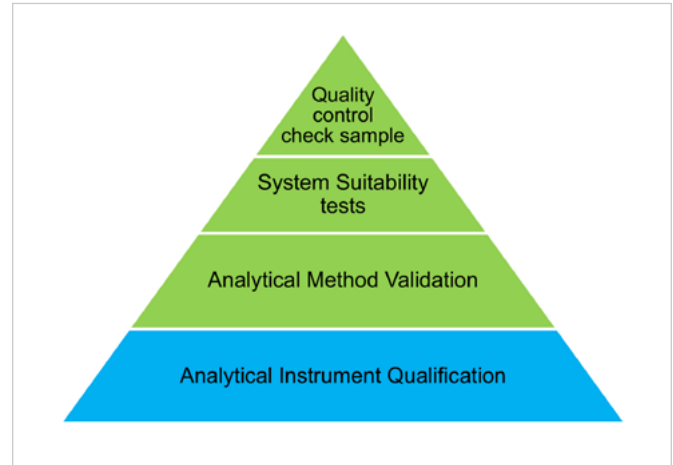 Quality
control
check sample
System Suitability
tests
Analytical Method Validation
Analytical Instrument Qualification